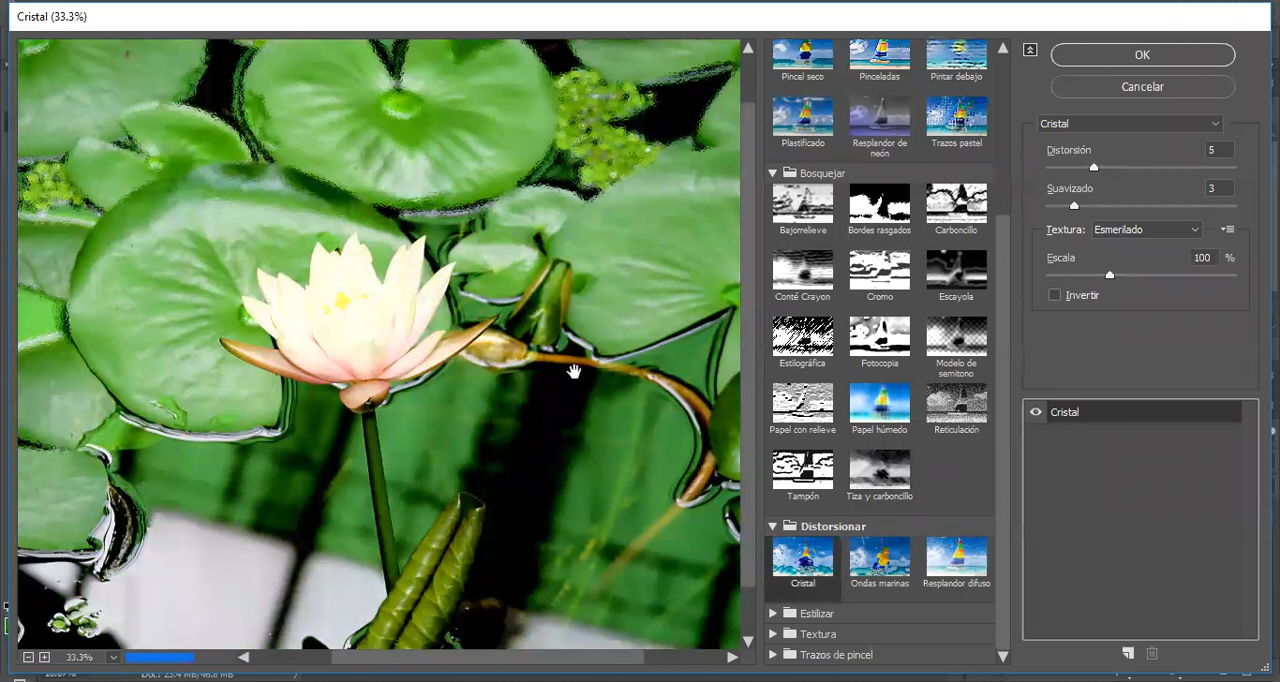 Cristal (33.3%)
Pincel seco
Pinceladas
Pintar debajo
Plastificado
Resplandor de
neón
Trazos pastel
Bosquejar
Bajorrelieve
Bordes rasgados
Carboncillo
Conté Crayon
Cromo
Escayola
Estilográfica
Fotocopia
Modelo de
semitono
Papel con relieve
Papel húmedo
Reticulación
Tampón
Tiza y carboncillo
Distorsionar
Cristal
Ondas marinas
Resplandor difuso
Estilizar
Textura
Trazos de pincel
OK
Cancelar
Cristal
Distorsión 5
Suavizado 3
Textura: Esmerilado
Escala 100 %
Invertir
Cristal
33.3%